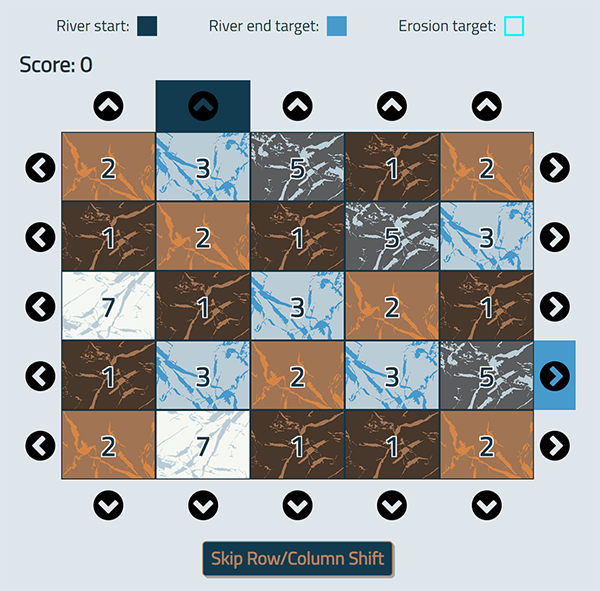 River start: River end target: Erosion target:
Score: 0
2 3 5 1 2
1 2 1 5 3
7 1 3 2 1
1 3 2 3 5
2 7 1 1 2
Skip Row/Column Shift